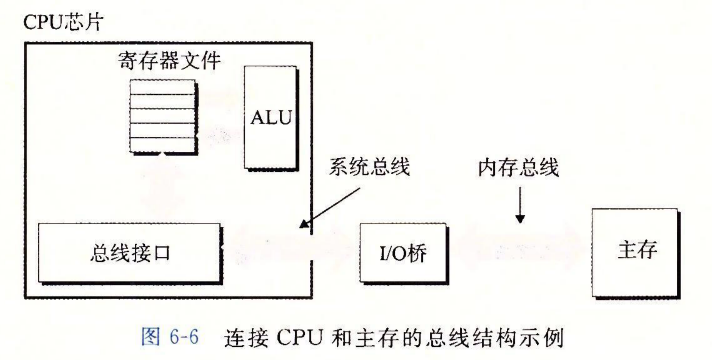 CPU芯片
寄存器文件
ALU
系统总线
内存总线
总线接口
I/O桥
主存
图 6-6 连接 CPU 和主存的总线结构示例